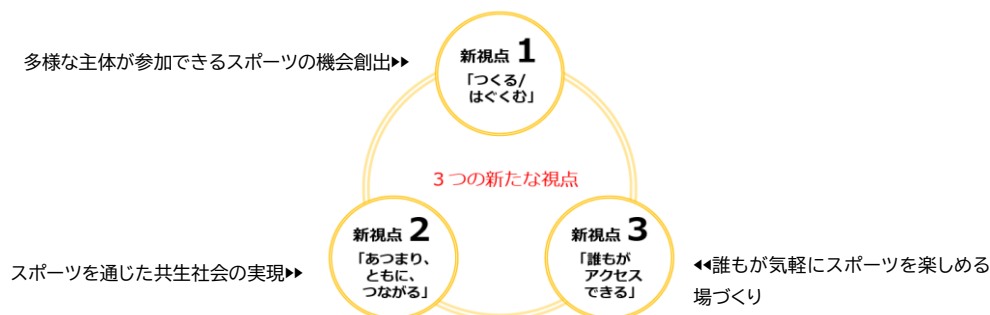 多様な主体が参加できるスポーツの機会創出▶▶
新視点 1
「つくる/
はぐくむ」
3つの新たな視点
スポーツを通じた共生社会の実現▶▶
新視点 2
「あつまり、
ともに、
つながる」
新視点 3
「誰もが
アクセス
できる」
◀◀誰もが気軽にスポーツを楽しめる
場づくり